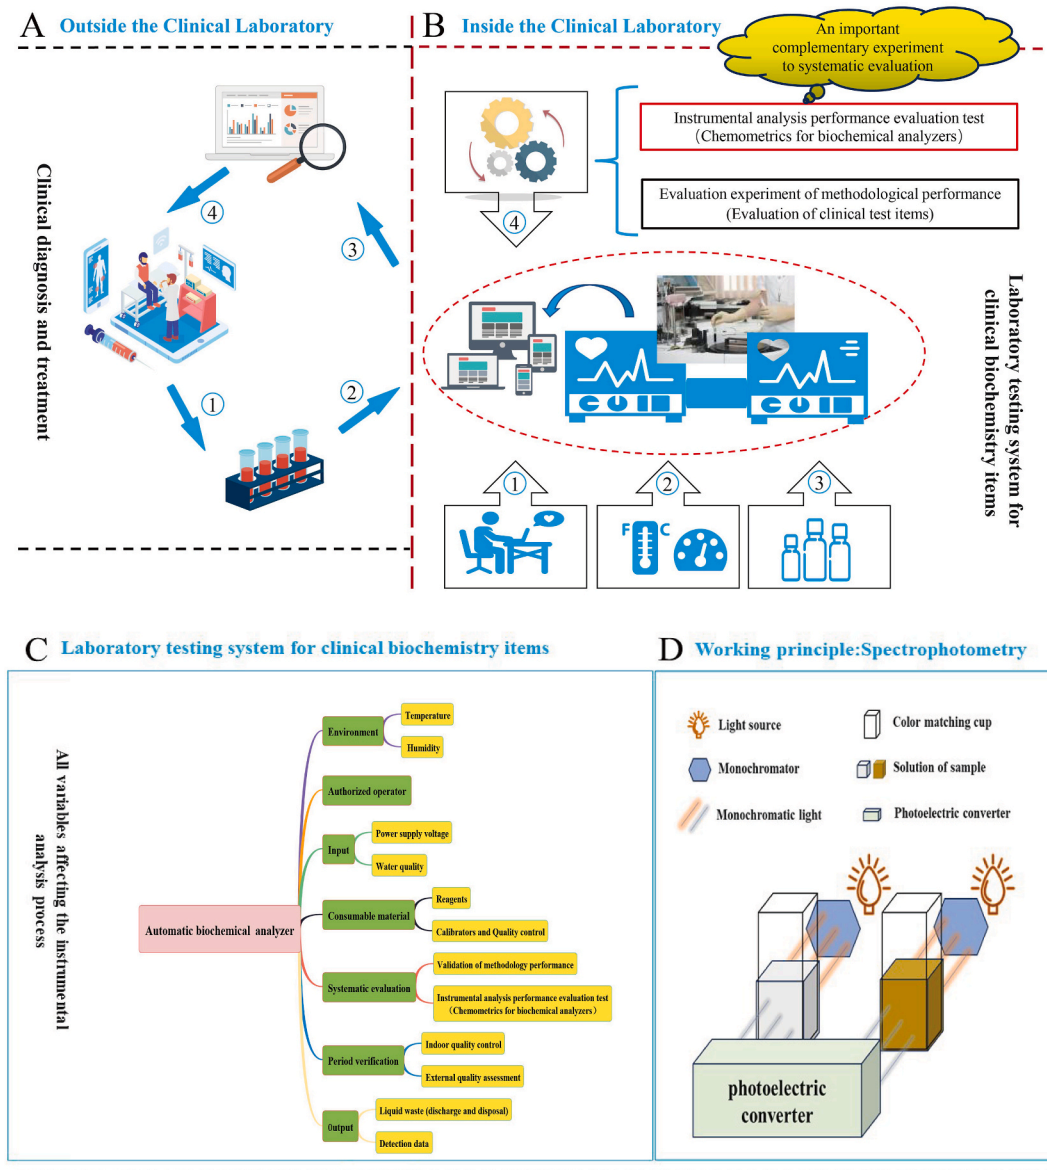 A Outside the Clinical Laboratory
Clinical diagnosis and treatment
①
②
③
④
B Inside the Clinical Laboratory
An important
complementary experiment
to systematic evaluation
Instrumental analysis performance evaluation test
(Chemometrics for biochemical analyzers)
Evaluation experiment of methodological performance
(Evaluation of clinical test items)
④
①
②
③
F C
Laboratory testing system for
clinical biochemistry items
C Laboratory testing system for clinical biochemistry items
All variables affecting the instrumental
analysis process
Automatic biochemical analyzer
Environment
Temperature
Humidity
Authorized operator
Input
Power supply voltage
Water quality
Consumable material
Reagents
Calibrators and Quality control
Systematic evaluation
Validation of methodology performance
Instrumental analysis performance evaluation test
(Chemometrics for biochemical analyzers)
Period verification
Indoor quality control
External quality assessment
Output
Liquid waste (discharge and disposal)
Detection data
D Working principle:Spectrophotometry
Light source
Color matching cup
Monochromator
Solution of sample
Monochromatic light
Photoelectric converter
photoelectric
converter